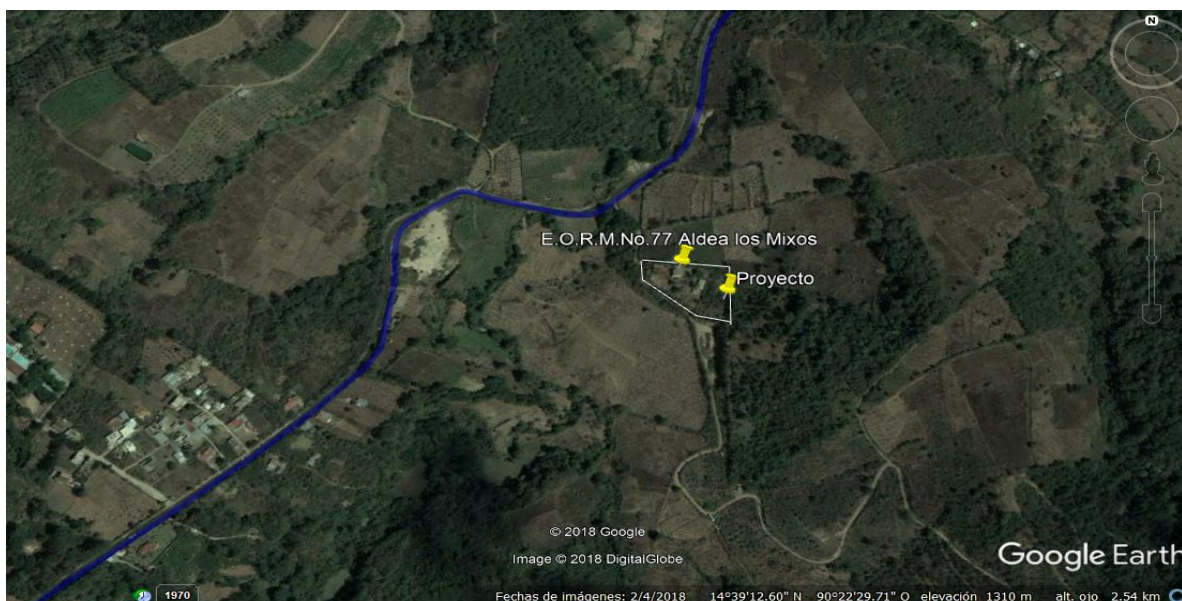 N
E.O.R.M.No.77 Aldea los Mixos
Proyecto
© 2018 Google
Image © 2018 DigitalGlobe
Google Earth
1970
Fechas de imágenes: 2/4/2018 14°39'12.60" N 90°22'29.71" O elevación 1310 m alt. ojo 2.54 km